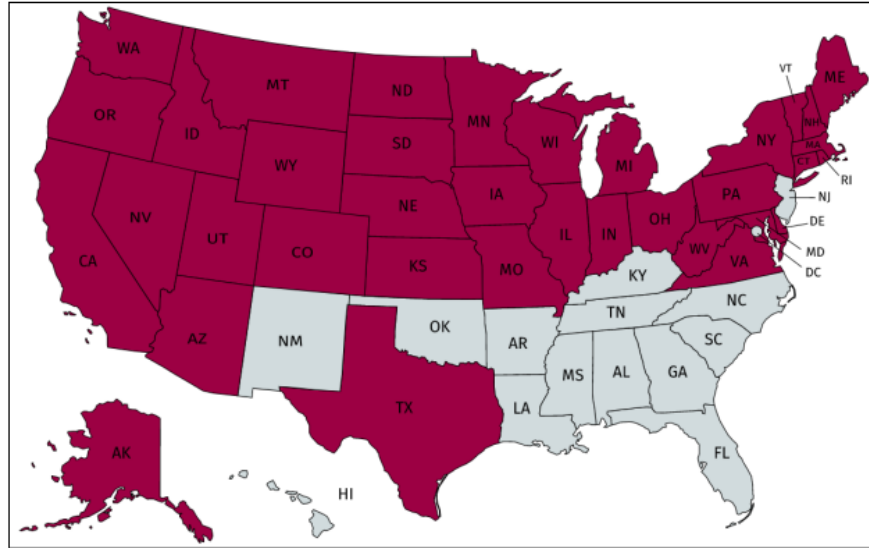 WA
MT
ND
MN
VT
ME
OR
ID
SD
WI
NH
NY
MA
WY
MI
CT
RI
NV
NE
IA
PA
NJ
UT
CO
IL
IN
OH
DE
CA
KS
MO
WV
VA
MD
KY
DC
AZ
NM
OK
TN
NC
AR
SC
MS
AL
GA
TX
LA
AK
FL
HI